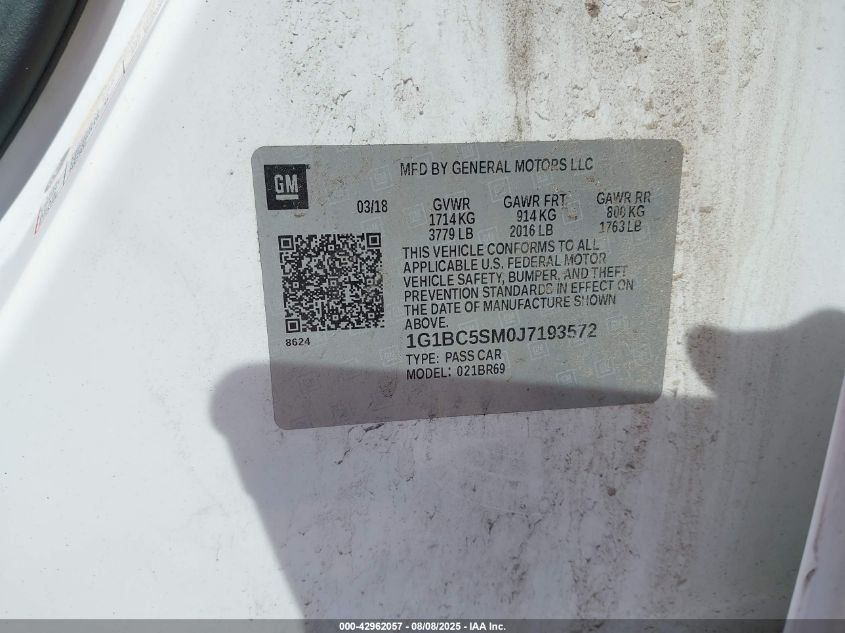 GM
MFD BY GENERAL MOTORS LLC
03/18
GVWR GAWR FRT GAWR RR
1714 KG 914 KG 800 KG
3779 LB 2016 LB 1763 LB
THIS VEHICLE CONFORMS TO ALL
APPLICABLE U.S. FEDERAL MOTOR
VEHICLE SAFETY, BUMPER, AND THEFT
PREVENTION STANDARDS IN EFFECT ON
THE DATE OF MANUFACTURE SHOWN
ABOVE.
8624
1G1BC5SM0J7193572
TYPE: PASS CAR
MODEL: 021BR69
000-42962057 - 08/08/2025 - IAA Inc.